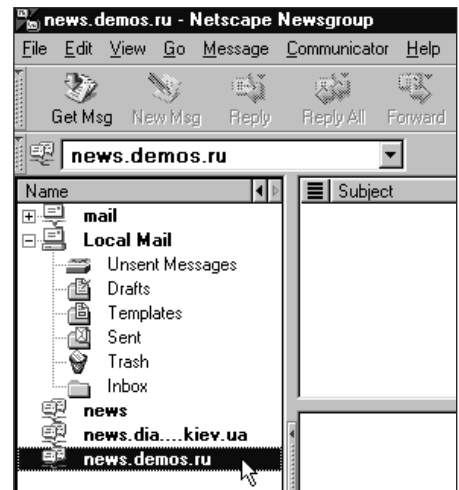 news.demos.ru - Netscape Newsgroup
File Edit View Go Message Communicator Help
Get Msg New Msg Reply Reply All Forward
news.demos.ru
Name Subject
mail
Local Mail
Unsent Messages
Drafts
Templates
Sent
Trash
Inbox
news
news.dia....kiev.ua
news.demos.ru